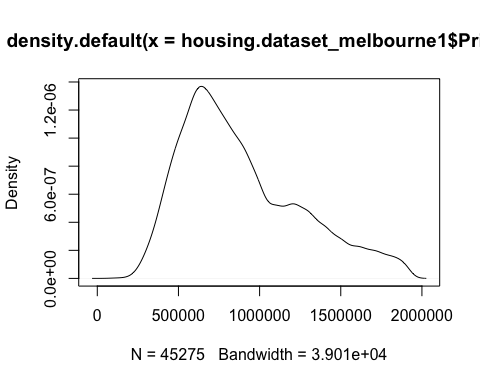 density.default(x = housing.dataset_melbourne1$Pri
Density
0.0e+00 6.0e-07 1.2e-06
0 500000 1000000 1500000 2000000
N = 45275 Bandwidth = 3.901e+04